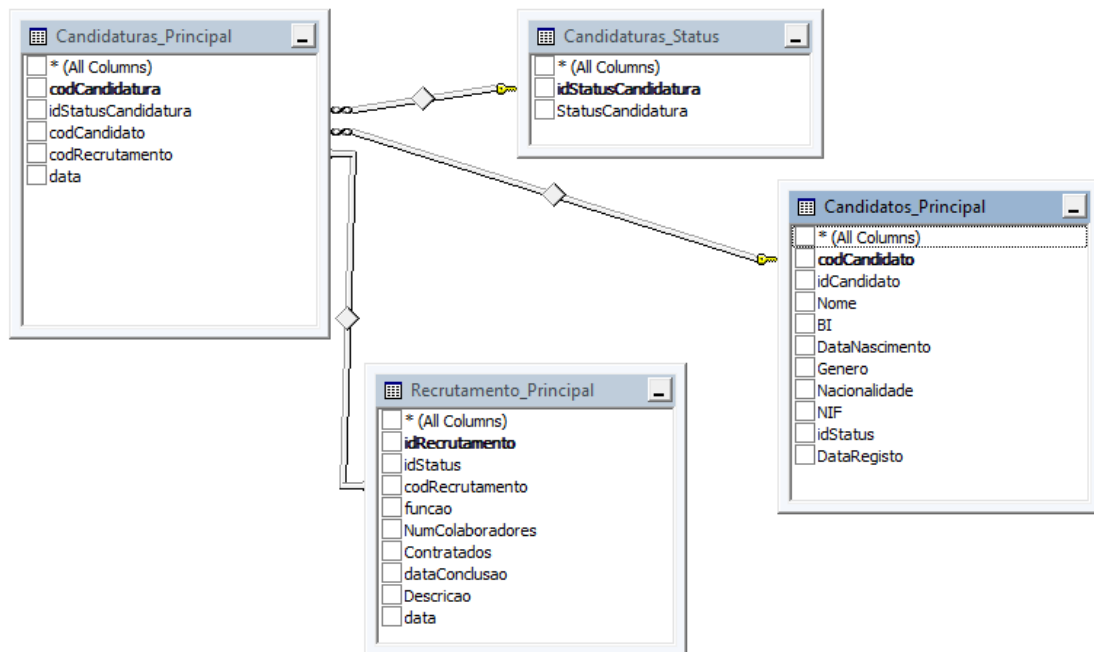 Candidaturas_Principal
* (All Columns)
codCandidatura
idStatusCandidatura
codCandidato
codRecrutamento
data
Candidaturas_Status
* (All Columns)
idStatusCandidatura
StatusCandidatura
Candidatos_Principal
* (All Columns)
codCandidato
idCandidato
Nome
BI
DataNascimento
Genero
Nacionalidade
NIF
idStatus
DataRegisto
Recrutamento_Principal
* (All Columns)
idRecrutamento
idStatus
codRecrutamento
funcao
NumColaboradores
Contratados
dataConclusao
Descricao
data